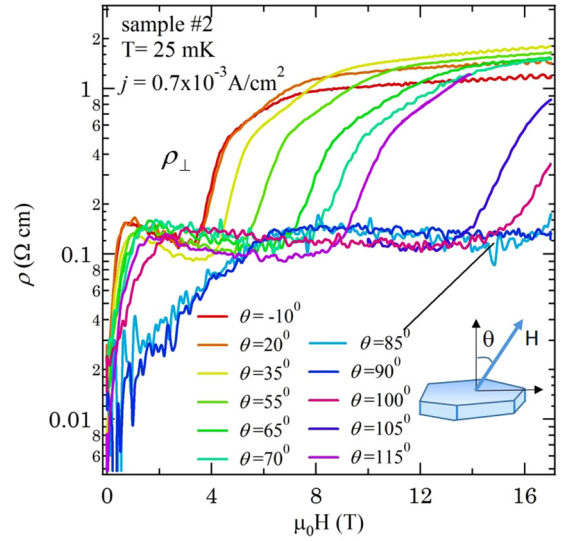 sample #2
T= 25 mK
j = 0.7x10⁻³A/cm²
ρ⊥
ρ (Ω cm)
2
1
8
6
4
2
0.1
8
6
4
2
0.01
8
6
θ= -10⁰
θ=20⁰
θ=35⁰
θ=55⁰
θ=65⁰
θ=70⁰
θ=85⁰
θ=90⁰
θ=100⁰
θ=105⁰
θ=115⁰
θ
H
0
4
8
12
16
μ₀H (T)